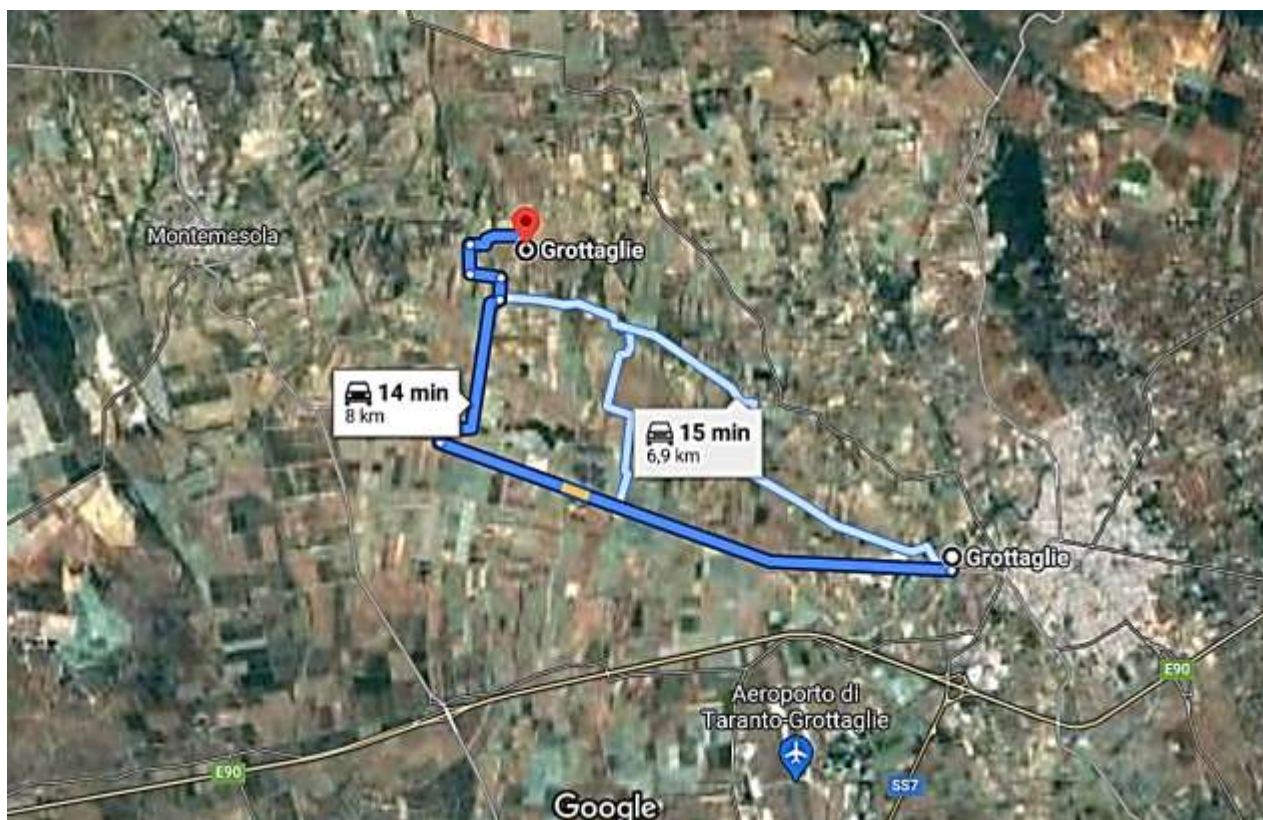 Montemesola
Grottaglie
14 min
8 km
15 min
6,9 km
Grottaglie
E90
Aeroporto di
Taranto-Grottaglie
E90
SS7
Google